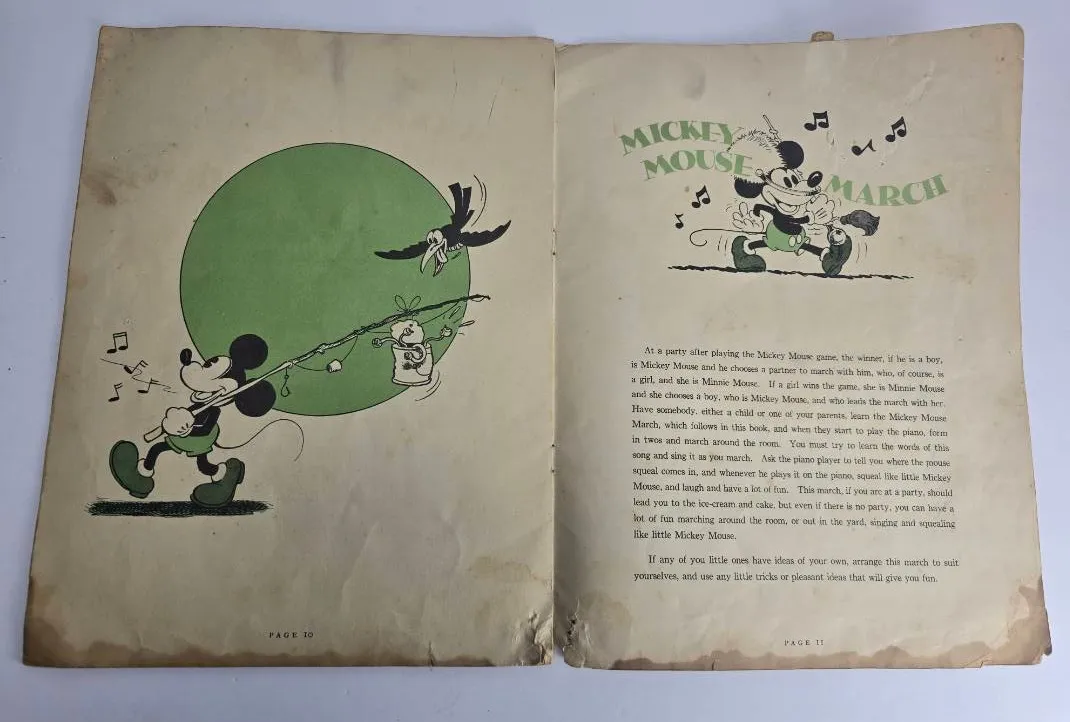 PAGE 10
MICKEY
MOUSE
MARCH
At a party after playing the Mickey Mouse game, the winner, if he is a boy,
is Mickey Mouse and he chooses a partner to march with him, who, of course, is
a girl, and she is Minnie Mouse. If a girl wins the game, she is Minnie Mouse
and she chooses a boy, who is Mickey Mouse, and who leads the march with her.
Have somebody, either a child or one of your parents, learn the Mickey Mouse
March, which follows in this book, and when they start to play the piano, form
in twos and march around the room. You must try to learn the words of this
song and sing it as you march. Ask the piano player to tell you where the mouse
squeal comes in, and whenever he plays it on the piano, squeal like little Mickey
Mouse, and laugh and have a lot of fun. This march, if you are at a party, should
lead you to the ice-cream and cake, but even if there is no party, you can have a
lot of fun marching around the room, or out in the yard, singing and squealing
like little Mickey Mouse.
If any of you little ones have ideas of your own, arrange this march to suit
yourselves, and use any little tricks or pleasant ideas that will give you fun.
PAGE 11